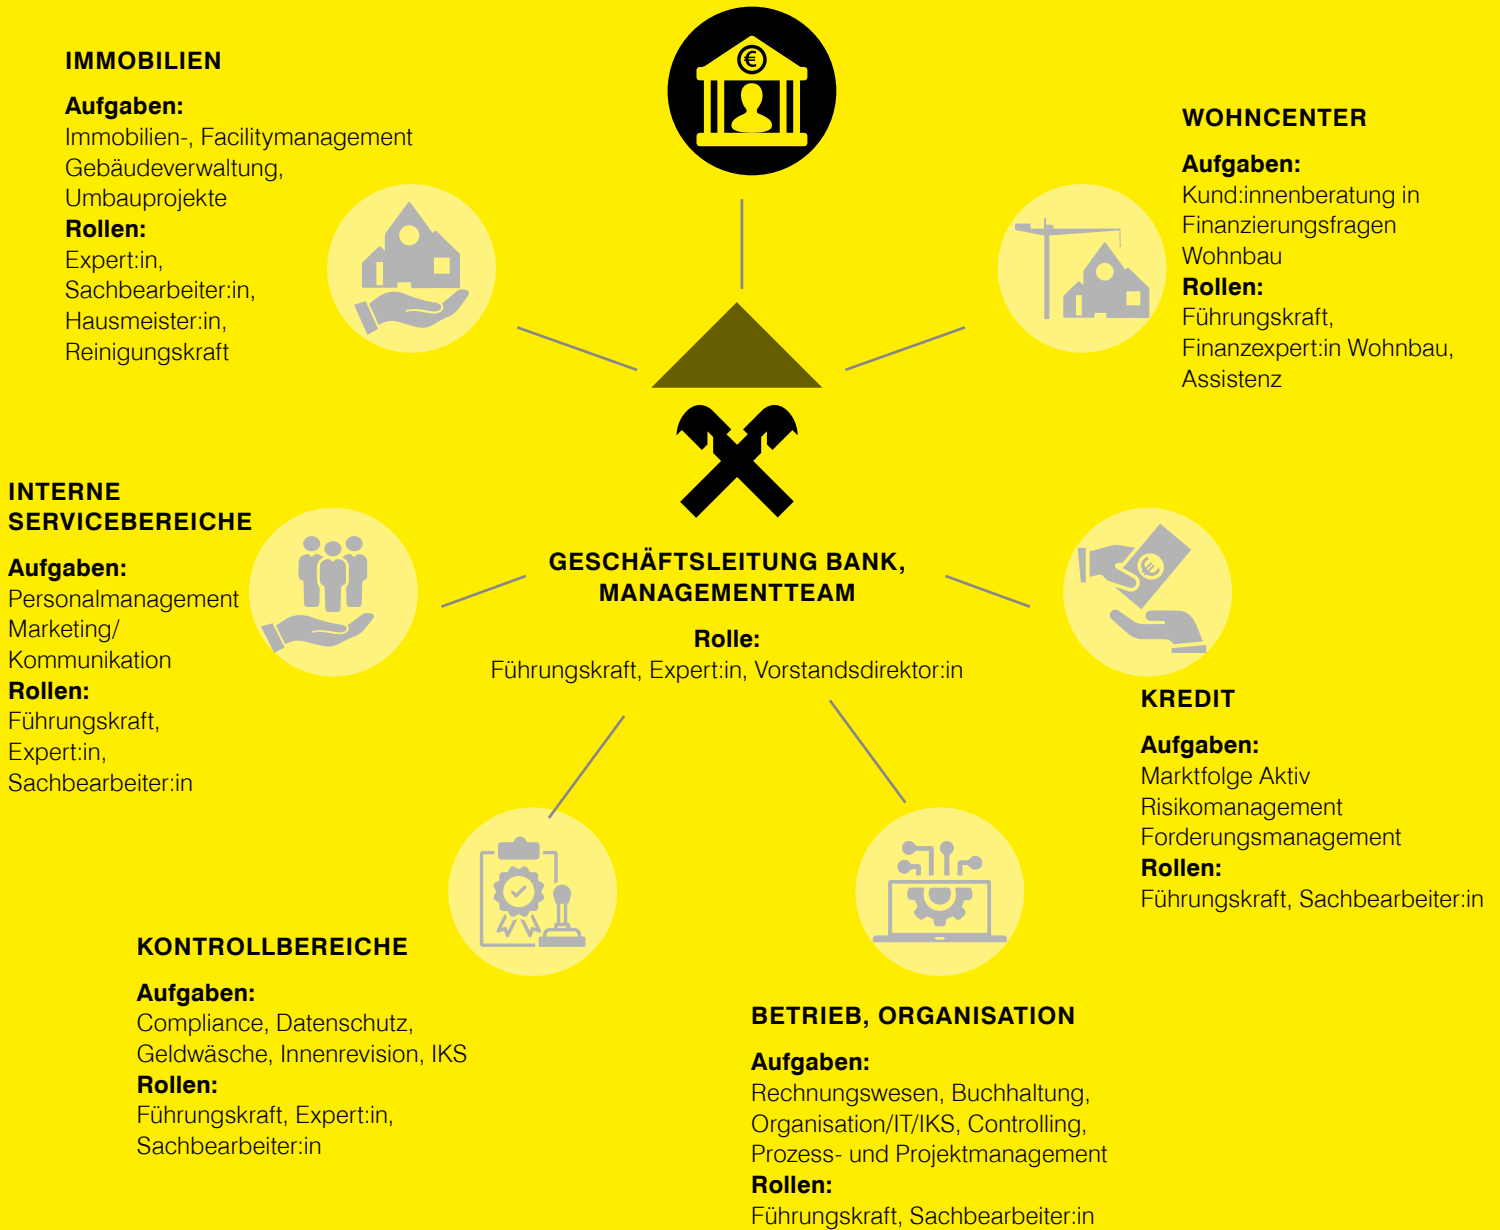 IMMOBILIEN
Aufgaben:
Immobilien-, Facilitymanagement
Gebäudeverwaltung,
Umbauprojekte
Rollen:
Expert:in,
Sachbearbeiter:in,
Hausmeister:in,
Reinigungskraft
€
WOHNCENTER
Aufgaben:
Kund:innenberatung in
Finanzierungsfragen
Wohnbau
Rollen:
Führungskraft,
Finanzexpert:in Wohnbau,
Assistenz
INTERNE
SERVICEBEREICHE
Aufgaben:
Personalmanagement
Marketing/
Kommunikation
Rollen:
Führungskraft,
Expert:in,
Sachbearbeiter:in
GESCHÄFTSLEITUNG BANK,
MANAGEMENTTEAM
Rolle:
Führungskraft, Expert:in, Vorstandsdirektor:in
€
KREDIT
Aufgaben:
Marktfolge Aktiv
Risikomanagement
Forderungsmanagement
Rollen:
Führungskraft, Sachbearbeiter:in
KONTROLLBEREICHE
Aufgaben:
Compliance, Datenschutz,
Geldwäsche, Innenrevision, IKS
Rollen:
Führungskraft, Expert:in,
Sachbearbeiter:in
BETRIEB, ORGANISATION
Aufgaben:
Rechnungswesen, Buchhaltung,
Organisation/IT/IKS, Controlling,
Prozess- und Projektmanagement
Rollen:
Führungskraft, Sachbearbeiter:in